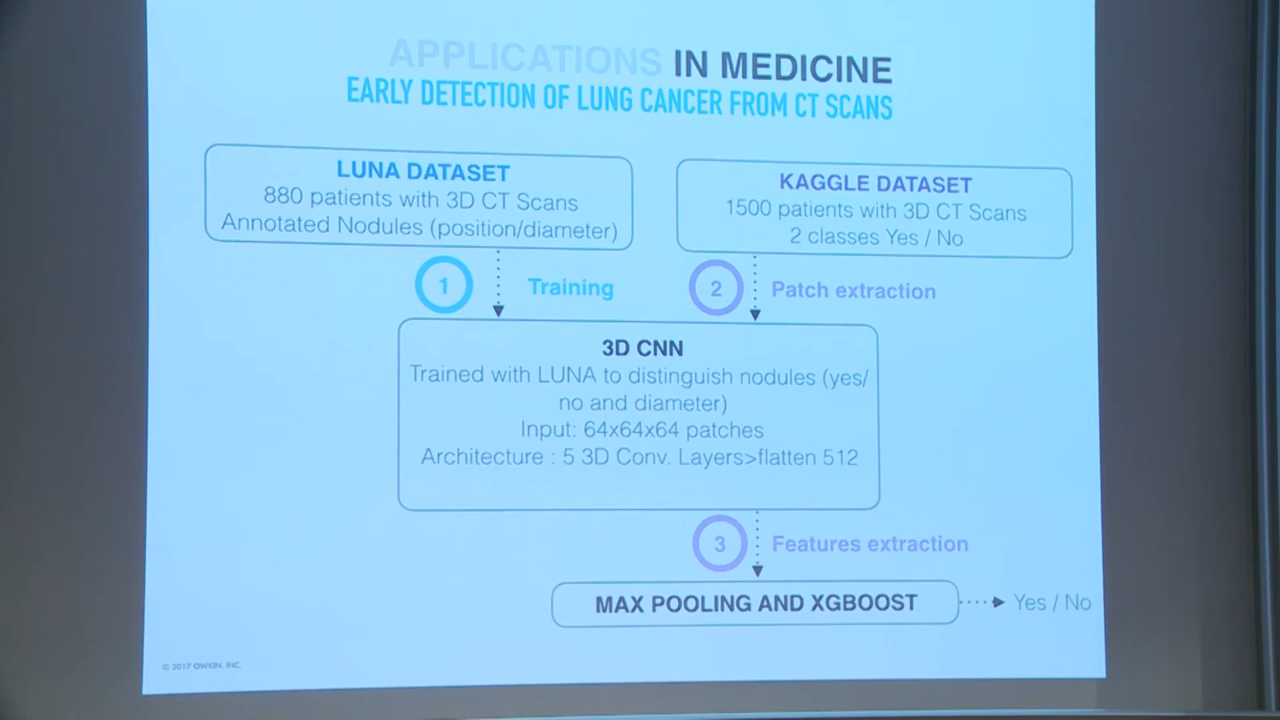 APPLICATIONS IN MEDICINE
EARLY DETECTION OF LUNG CANCER FROM CT SCANS
LUNA DATASET
880 patients with 3D CT Scans
Annotated Nodules (position/diameter)
KAGGLE DATASET
1500 patients with 3D CT Scans
2 classes Yes / No
1
Training
2
Patch extraction
3D CNN
Trained with LUNA to distinguish nodules (yes/
no and diameter)
Input: 64x64x64 patches
Architecture : 5 3D Conv. Layers>flatten 512
3
Features extraction
MAX POOLING AND XGBOOST
Yes / No
© 2017 OWKIN, INC.